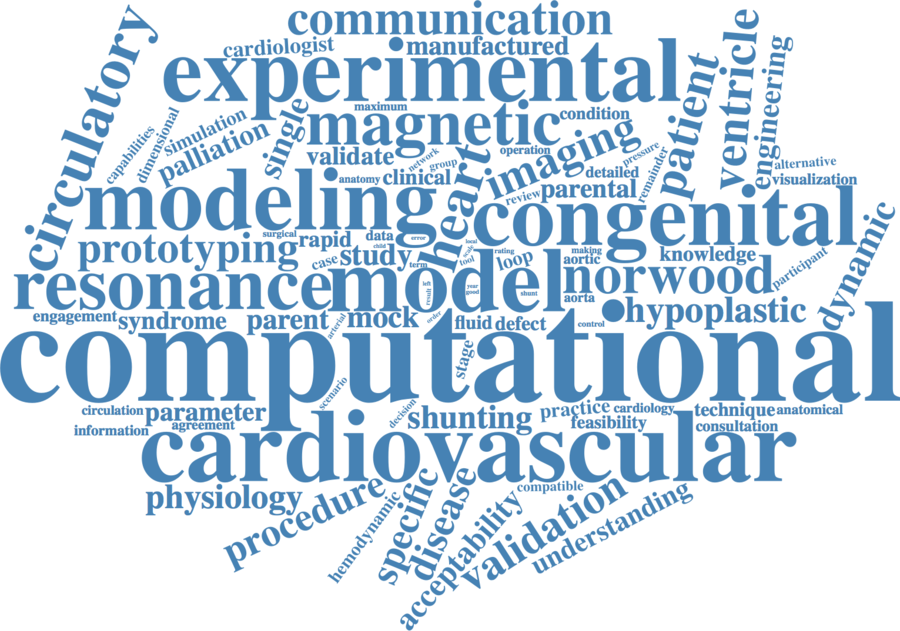 communication
cardiologist
manufactured
experimental
circulatory
ventricle
engineering
patient
maximum
magnetic
condition
simulation
dimensional
capabilities
palliation
single
imaging
validate
network
group
operation
pressure
remainder
detailed
alternative
visualization
anatomy
clinical
heart
review
parental
modeling
congenital
surgical
rapid
data
error
child
local
scale
tool
rating
prototyping
case
study
term
loop
making
aortic
knowledge
participant
dynamic
resonance
model
left
result
year
good
shunt
norwood
aorta
hypoplastic
engagement
syndrome
parent
arterial
mock
order
fluid
defect
control
computational
stage
scenario
circulation
parameter
decision
shunting
practice
cardiology
technique
anatomical
information
agreement
feasibility
consultation
cardiovascular
physiology
procedure
hemodynamic
specific
disease
acceptability
compatible
validation
understanding